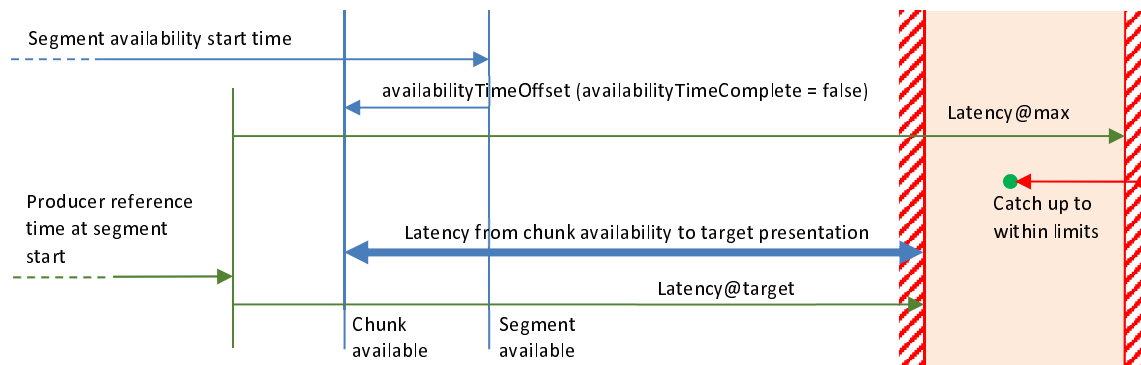 Segment availability start time
availabilityTimeOffset (availabilityTimeComplete = false)
Latency@max
Producer reference
time at segment
start
Catch up to
within limits
Latency from chunk availability to target presentation
Latency@target
Chunk
available
Segment
available